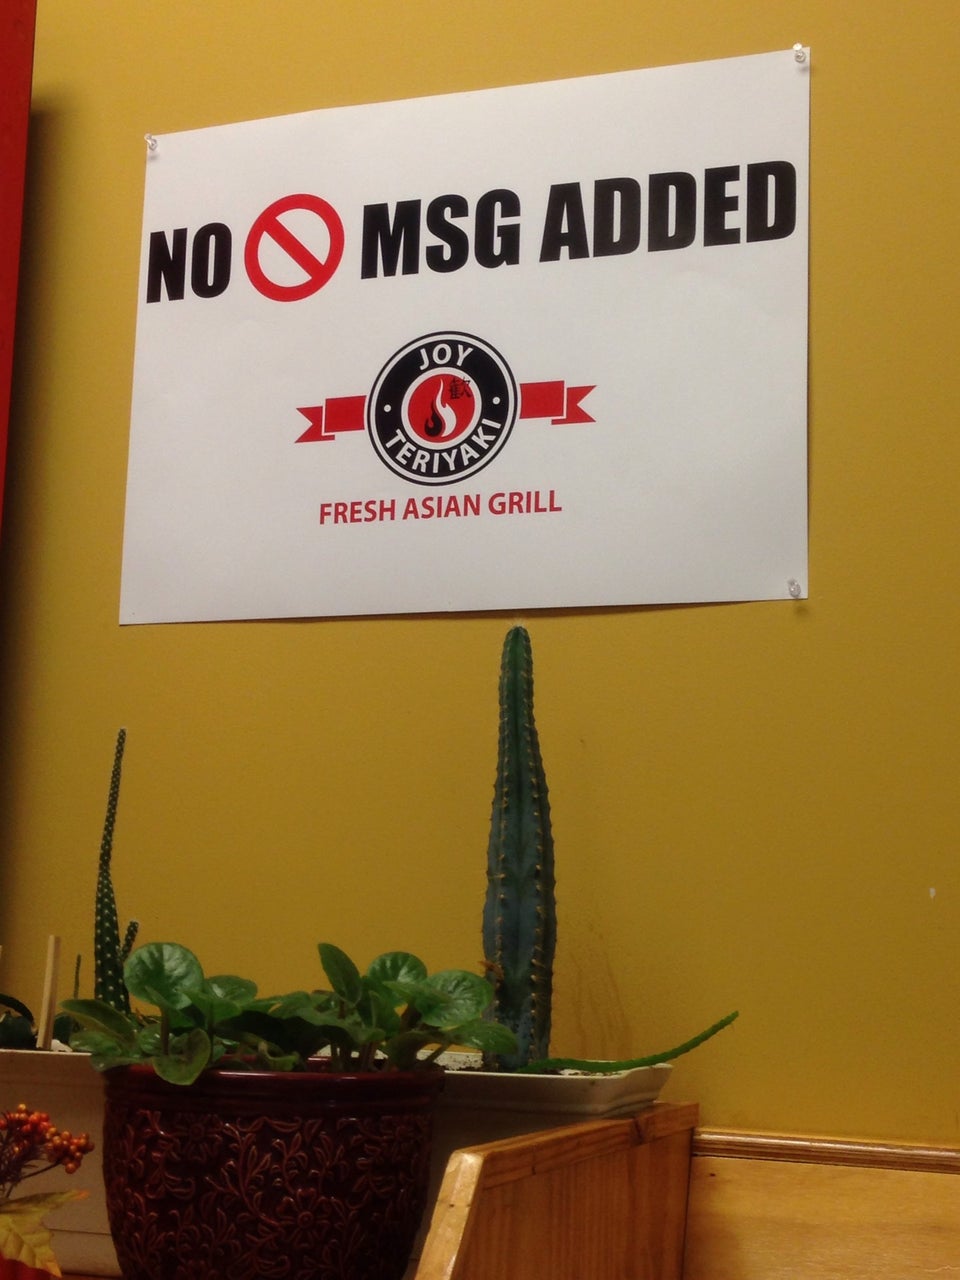 NO MSG ADDED
JOY
歡
TERIYAKI
FRESH ASIAN GRILL